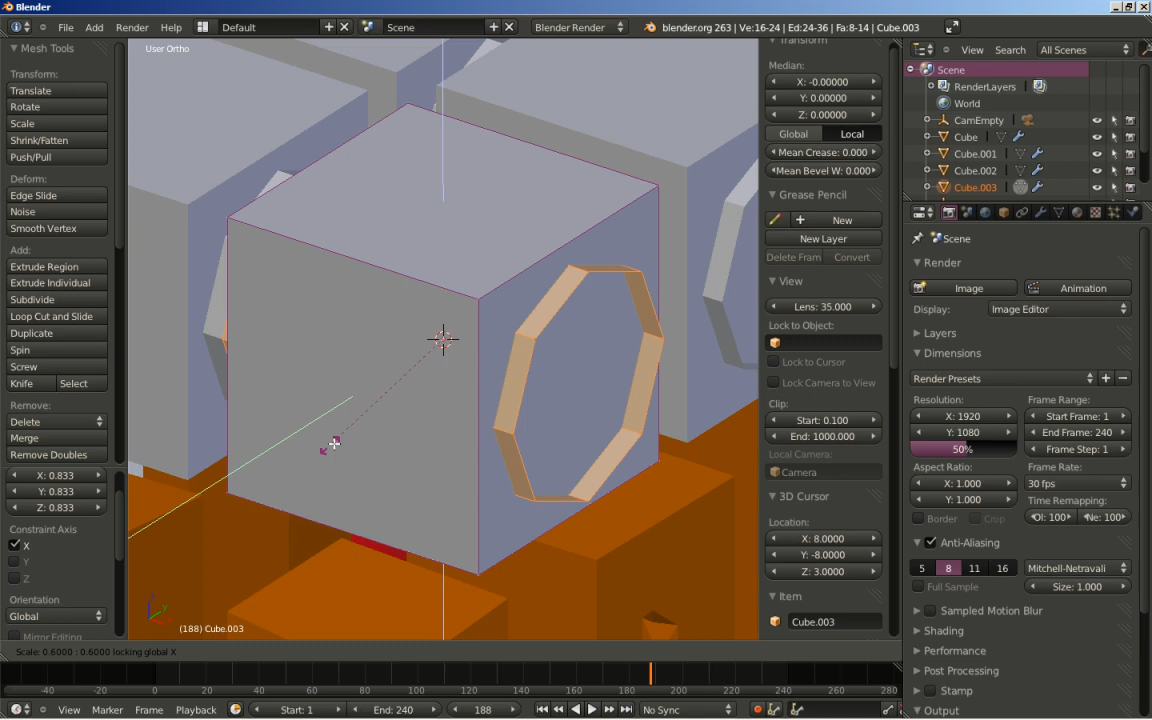 Blender
File Add Render Help Default Scene Blender Render blender.org 263 | Ve:16-24 | Ed:24-36 | Fa:8-14 | Cube.003
Mesh Tools
Transform:
Translate
Rotate
Scale
Shrink/Fatten
Push/Pull
Deform:
Edge Slide
Noise
Smooth Vertex
Add:
Extrude Region
Extrude Individual
Subdivide
Loop Cut and Slide
Duplicate
Spin
Screw
Knife Select
Remove:
Delete
Merge
Remove Doubles
X: 0.833
Y: 0.833
Z: 0.833
Constraint Axis
X
Y
Z
Orientation
Global
Mirror Editing
User Ortho
(188) Cube.003
Transform
Median:
X: -0.00000
Y: 0.00000
Z: 0.00000
Global Local
Mean Crease: 0.000
Mean Bevel W: 0.000
Grease Pencil
New
New Layer
Delete Fram Convert
View
Lens: 35.000
Lock to Object:
Lock to Cursor
Lock Camera to View
Clip:
Start: 0.100
End: 1000.000
Local Camera:
Camera
3D Cursor
Location:
X: 8.0000
Y: -8.0000
Z: 3.0000
Item
Cube.003
View Search All Scenes
Scene
RenderLayers
World
CamEmpty
Cube
Cube.001
Cube.002
Cube.003
Scene
Render
Image Animation
Display: Image Editor
Layers
Dimensions
Render Presets
Resolution: Frame Range:
X: 1920 Start Frame: 1
Y: 1080 End Frame: 240
50% Frame Step: 1
Aspect Ratio: Frame Rate:
X: 1.000 30 fps
Y: 1.000 Time Remapping:
Border Crop Ol: 100 Ne: 100
Anti-Aliasing
5 8 11 16 Mitchell-Netravali
Full Sample Size: 1.000
Sampled Motion Blur
Shading
Performance
Post Processing
Stamp
Output
Scale: 0.6000 : 0.6000 locking global X
-40 -20 0 20 40 60 80 100 120 140 160 180 200 220 240 260 280
View Marker Frame Playback Start: 1 End: 240 188 No Sync